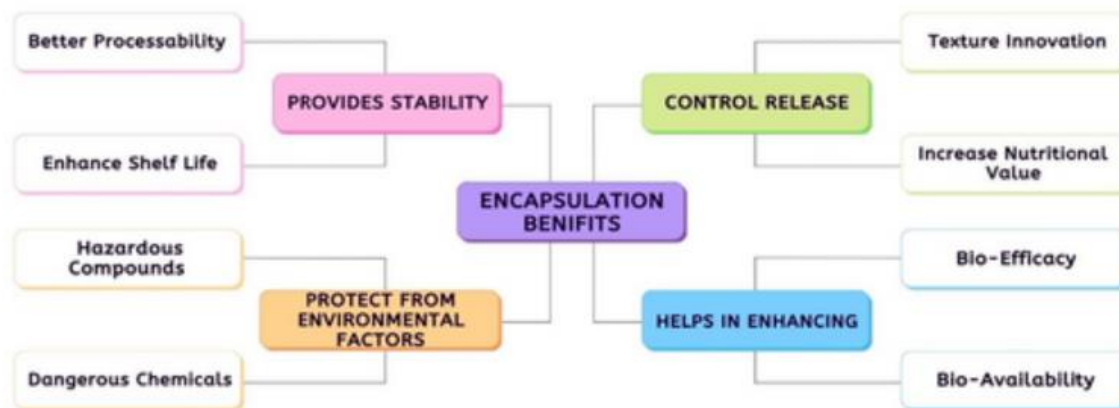 Better Processability
PROVIDES STABILITY
Enhance Shelf Life
Hazardous
Compounds
PROTECT FROM
ENVIRONMENTAL
FACTORS
Dangerous Chemicals
ENCAPSULATION
BENIFITS
Texture Innovation
CONTROL RELEASE
Increase Nutritional
Value
Bio-Efficacy
HELPS IN ENHANCING
Bio-Availability